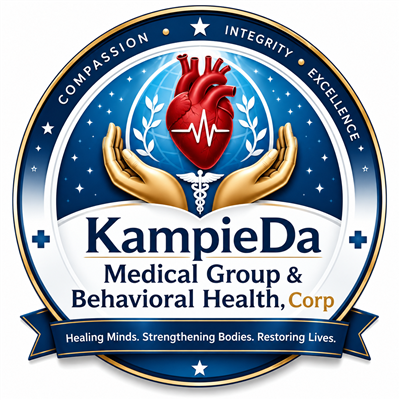 COMPASSION ★ INTEGRITY • EXCELLENCE
KampieDa
Medical Group &
Behavioral Health, Corp
Healing Minds. Strengthening Bodies. Restoring Lives.